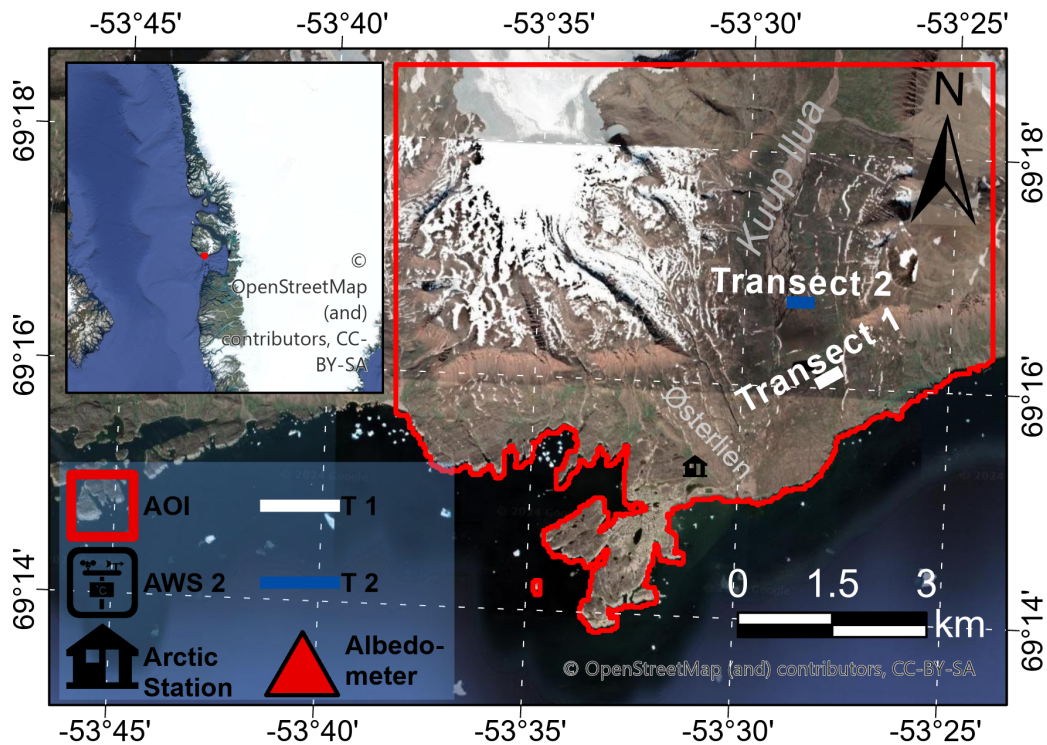 -53°45' -53°40' -53°35' -53°30' -53°25'
69°18'
69°18'
N
Kuup Ilua
©
OpenStreetMap
(and)
contributors, CC-
BY-SA
Transect 2
69°16'
69°16'
Transect 1
Østerlien
AOI
T 1
AWS 2
T 2
Arctic
Station
Albedo-
meter
C
69°14'
69°14'
0 1.5 3
km
© OpenStreetMap (and) contributors, CC-BY-SA
-53°45' -53°40' -53°35' -53°30' -53°25'